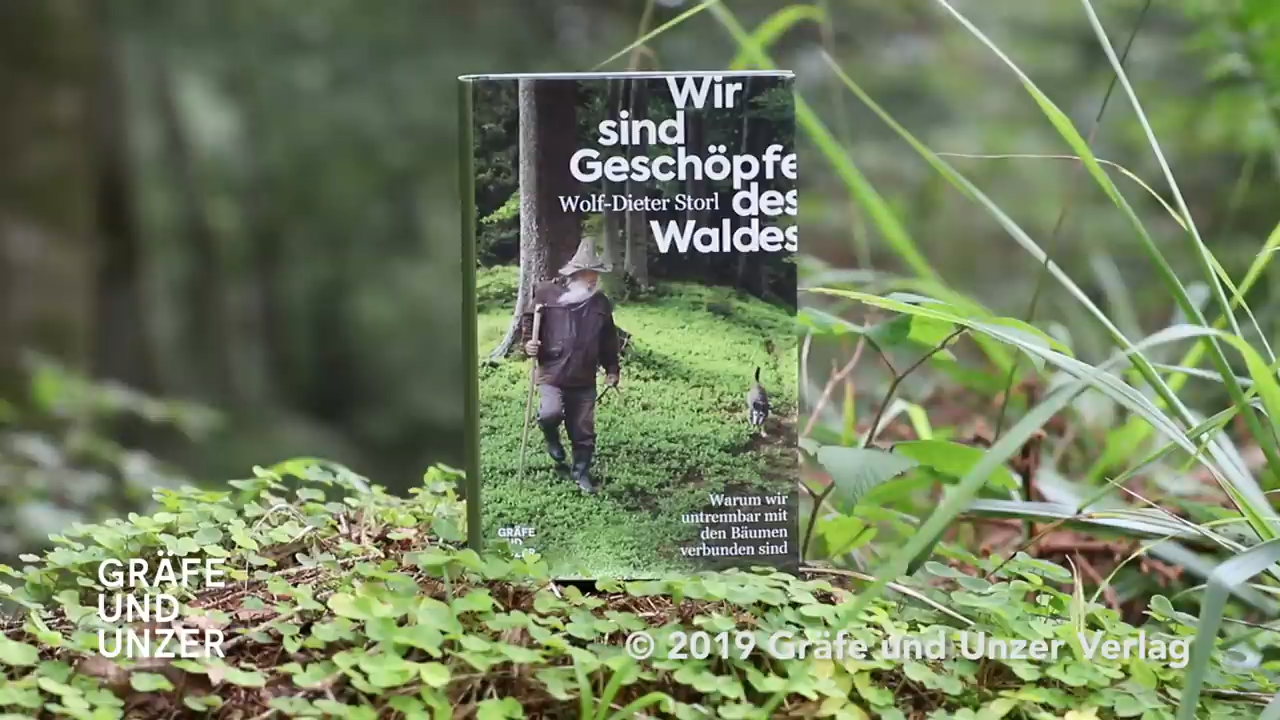 Wir
sind
Geschöpfe
Wolf-Dieter Storl des
Waldes
Warum wir
untrennbar mit
den Bäumen
verbunden sind
GRÄFE
GRÄFE
UND
UNZER
© 2019 Gräfe und Unzer Verlag